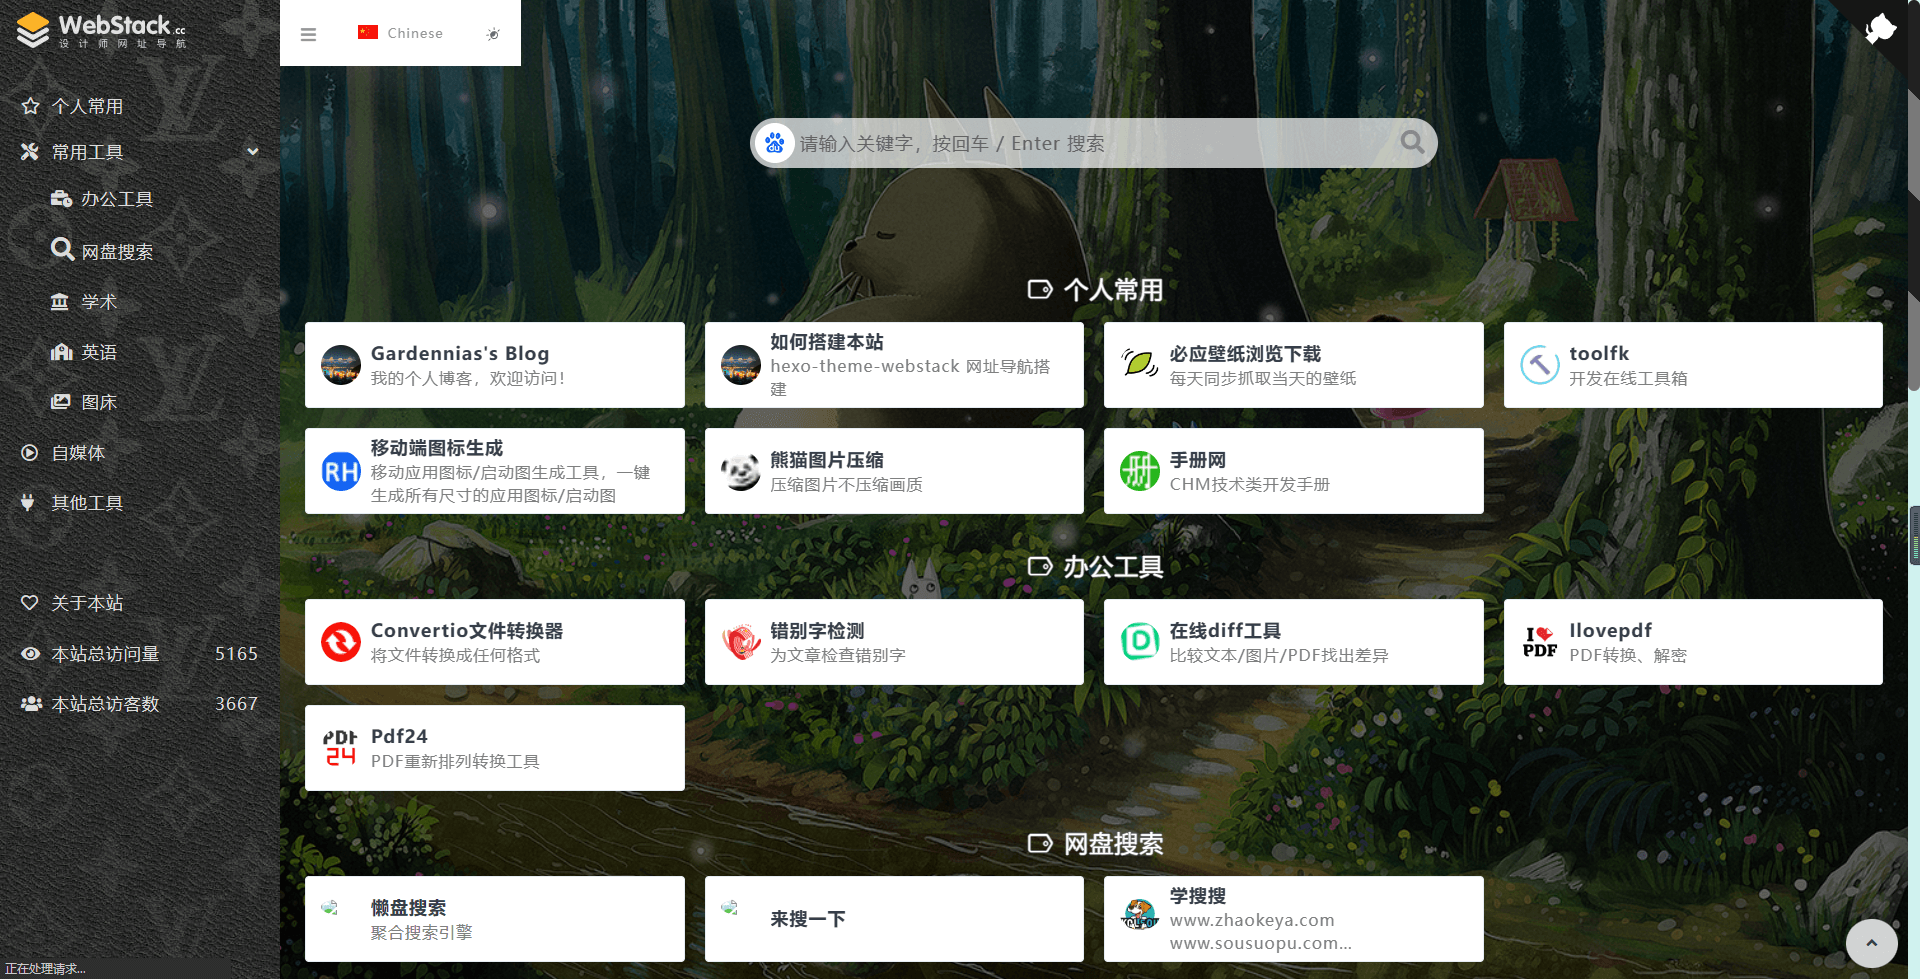 WebStack.cc
设计师网址导航
Chinese
个人常用
常用工具
办公工具
网盘搜索
学术
英语
图床
自媒体
其他工具
关于本站
本站总访问量 5165
本站总访客数 3667
正在处理请求...
du
请输入关键字，按回车 / Enter 搜索
个人常用
Gardennias's Blog
我的个人博客，欢迎访问！
如何搭建本站
hexo-theme-webstack 网址导航搭
建
必应壁纸浏览下载
每天同步抓取当天的壁纸
toolfk
开发在线工具箱
RH
移动端图标生成
移动应用图标/启动图生成工具，一键
生成所有尺寸的应用图标/启动图
熊猫图片压缩
压缩图片不压缩画质
册
手册网
CHM技术类开发手册
办公工具
Convertio文件转换器
将文件转换成任何格式
错别字检测
为文章检查错别字
D
在线diff工具
比较文本/图片/PDF找出差异
I
PDF
Ilovepdf
PDF转换、解密
PDF
24
Pdf24
PDF重新排列转换工具
网盘搜索
懒盘搜索
聚合搜索引擎
来搜一下
学搜搜
www.zhaokeya.com
www.sousuopu.com...